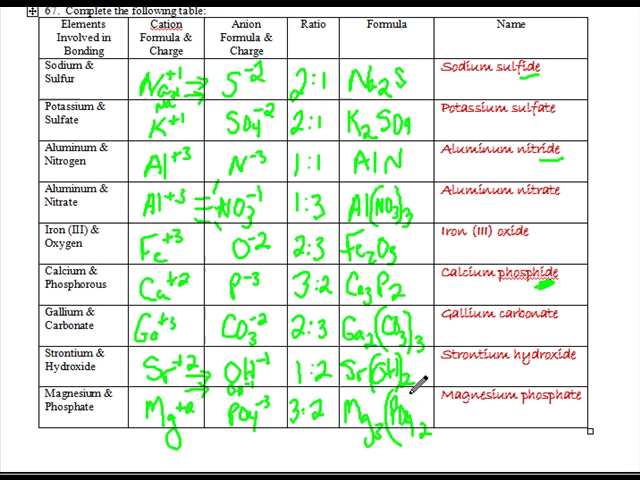 67. Complete the following table:
Elements Involved in Bonding | Cation Formula & Charge | Anion Formula & Charge | Ratio | Formula | Name
Sodium & Sulfur | Na+1 Na+1 | S-2 | 2:1 | Na2S | Sodium sulfide
Potassium & Sulfate | K+1 | SO4-2 | 2:1 | K2SO4 | Potassium sulfate
Aluminum & Nitrogen | Al+3 | N-3 | 1:1 | AlN | Aluminum nitride
Aluminum & Nitrate | Al+3 | NO3-1 | 1:3 | Al(NO3)3 | Aluminum nitrate
Iron (III) & Oxygen | Fe+3 | O-2 | 2:3 | Fe2O3 | Iron (III) oxide
Calcium & Phosphorous | Ca+2 | P-3 | 3:2 | Ca3P2 | Calcium phosphide
Gallium & Carbonate | Ga+3 | CO3-2 | 2:3 | Ga2(CO3)3 | Gallium carbonate
Strontium & Hydroxide | Sr+2 | OH-1 OH-1 | 1:2 | Sr(OH)2 | Strontium hydroxide
Magnesium & Phosphate | Mg+2 | PO4-3 | 3:2 | Mg3(PO4)2 | Magnesium phosphate